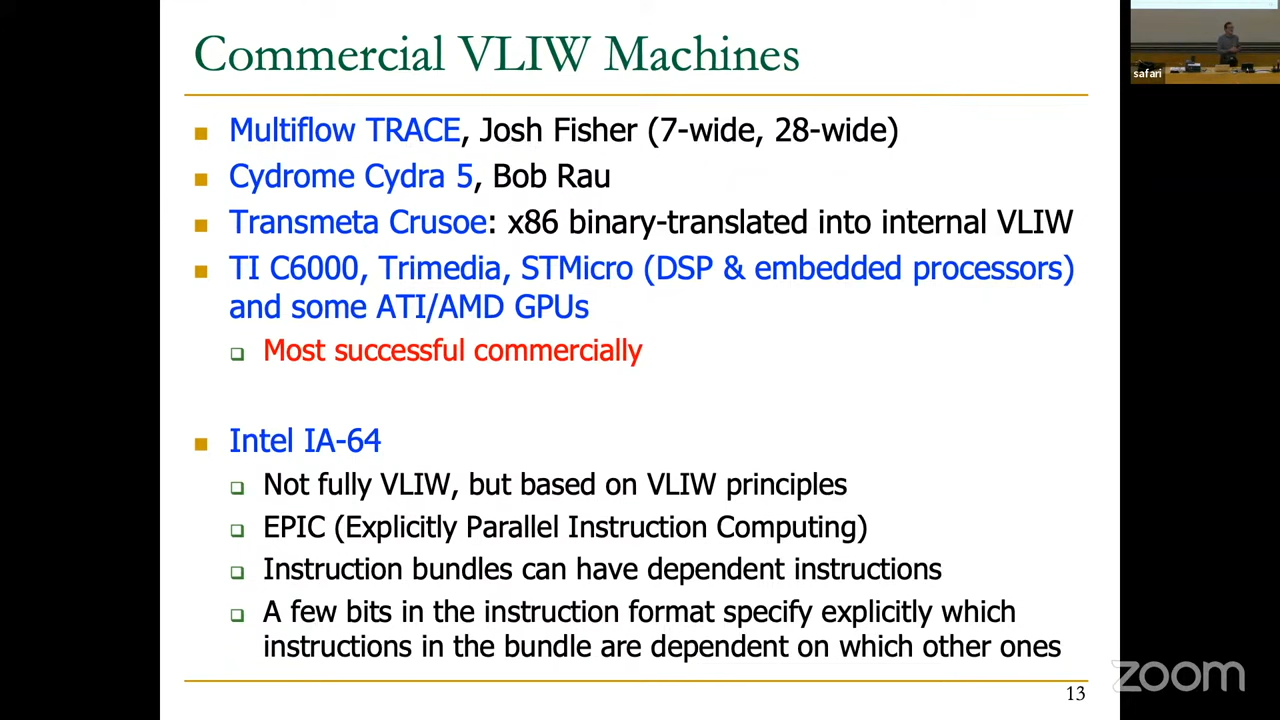 Commercial VLIW Machines
safari
Multiflow TRACE, Josh Fisher (7-wide, 28-wide)
Cydrome Cydra 5, Bob Rau
Transmeta Crusoe: x86 binary-translated into internal VLIW
TI C6000, Trimedia, STMicro (DSP & embedded processors)
and some ATI/AMD GPUs
Most successful commercially
Intel IA-64
Not fully VLIW, but based on VLIW principles
EPIC (Explicitly Parallel Instruction Computing)
Instruction bundles can have dependent instructions
A few bits in the instruction format specify explicitly which
instructions in the bundle are dependent on which other ones
13
zoom